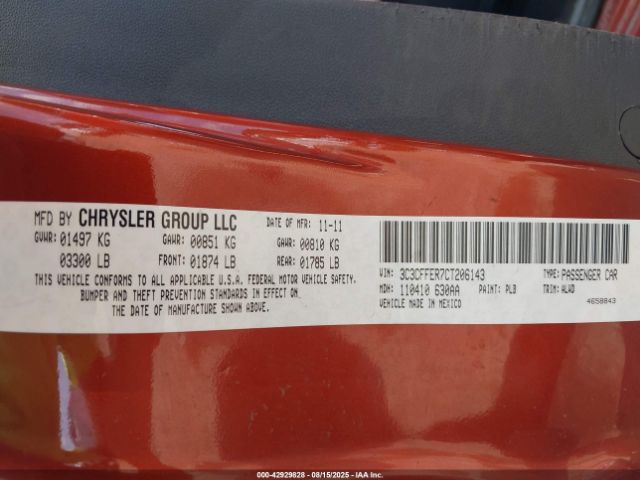 MFD BY CHRYSLER GROUP LLC DATE OF MFR: 11-11
GVWR: 01497 KG GAWR: 00851 KG GAWR: 00810 KG
03300 LB FRONT: 01874 LB REAR: 01785 LB
THIS VEHICLE CONFORMS TO ALL APPLICABLE U.S.A. FEDERAL MOTOR VEHICLE SAFETY,
BUMPER AND THEFT PREVENTION STANDARDS IN EFFECT ON
THE DATE OF MANUFACTURE SHOWN ABOVE.
VIN: 3C3CFFER7CT206143 TYPE: PASSENGER CAR
MDH: 110410 630AA PAINT: PLB TRIM: ALWD
VEHICLE MADE IN MEXICO 4658843
000-42929828 - 08/15/2025 - IAA Inc.